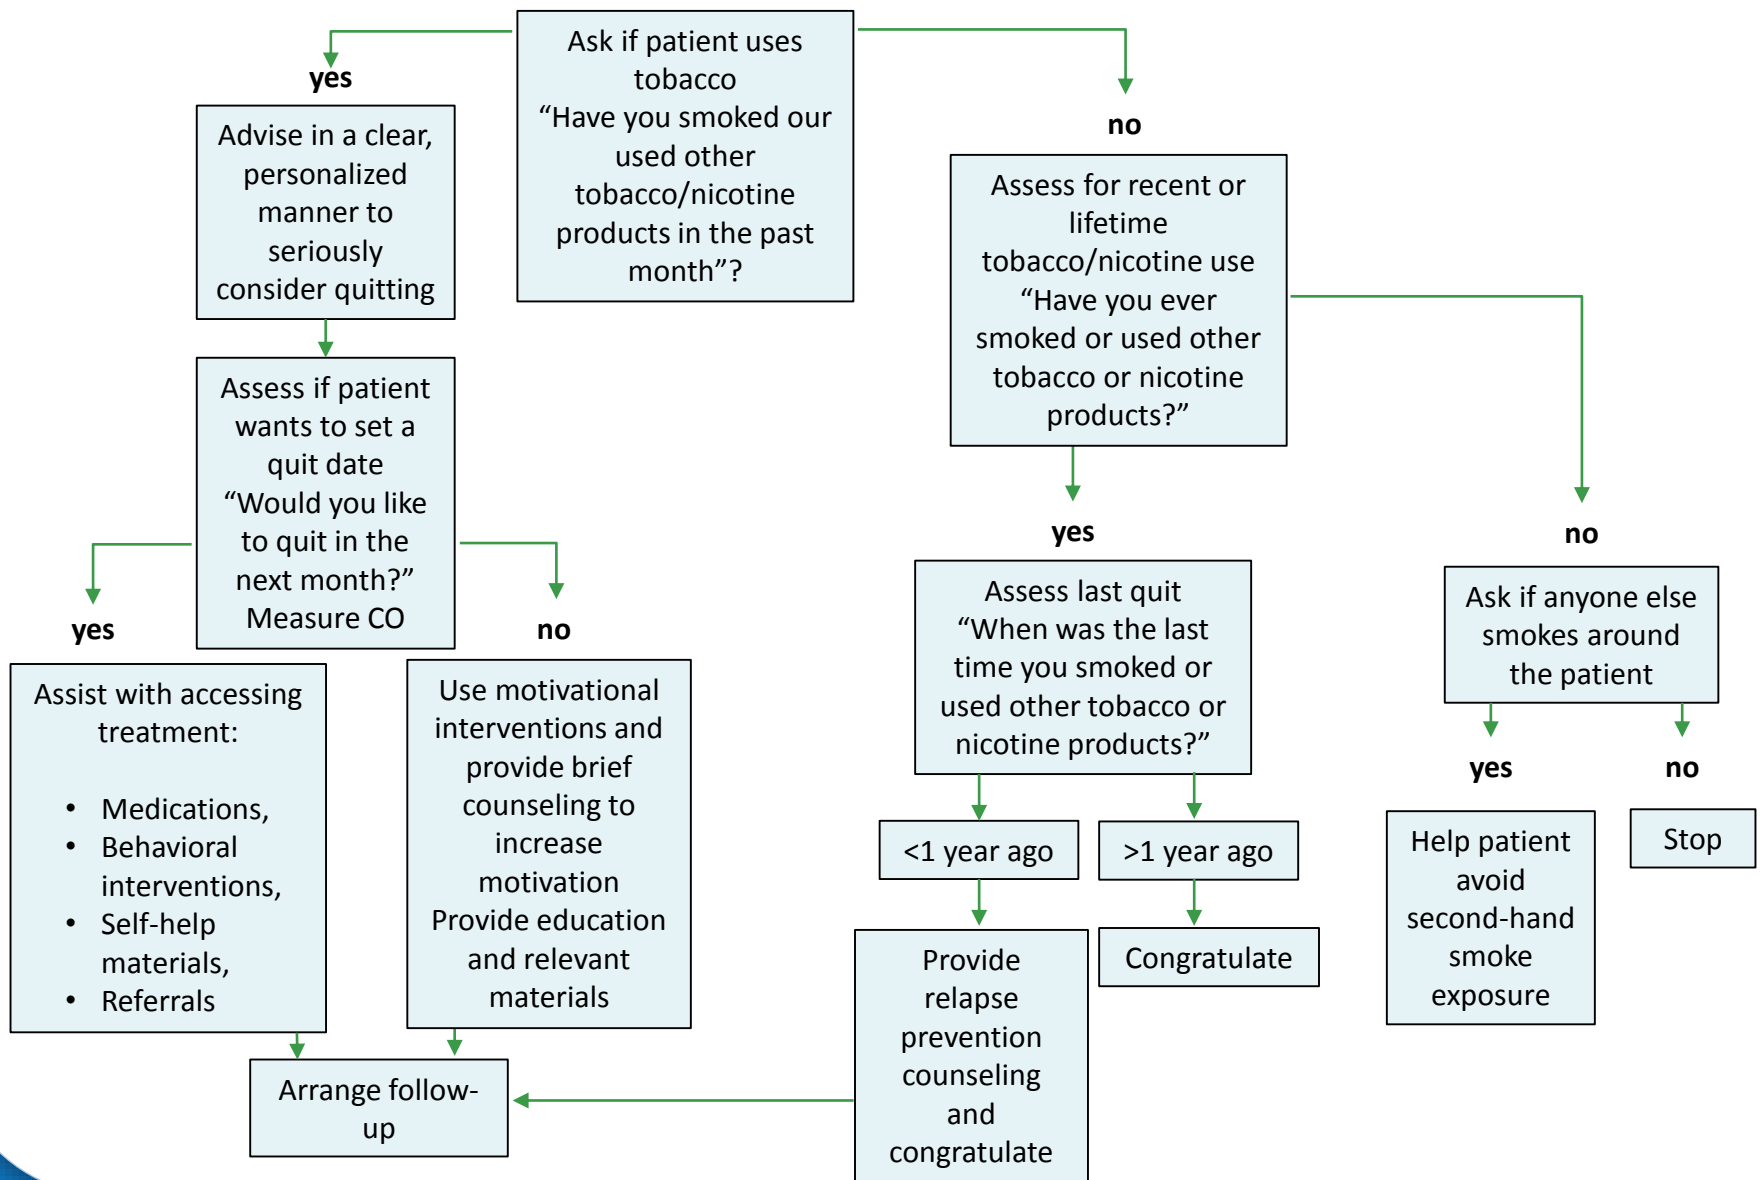 Ask if patient uses
tobacco
“Have you smoked our
used other
tobacco/nicotine
products in the past
month”?
yes
Advise in a clear,
personalized
manner to
seriously
consider quitting
Assess if patient
wants to set a
quit date
“Would you like
to quit in the
next month?”
Measure CO
yes
Assist with accessing
treatment:
• Medications,
• Behavioral
interventions,
• Self-help
materials,
• Referrals
no
Use motivational
interventions and
provide brief
counseling to
increase
motivation
Provide education
and relevant
materials
Arrange follow-
up
no
Assess for recent or
lifetime
tobacco/nicotine use
“Have you ever
smoked or used other
tobacco or nicotine
products?”
yes
Assess last quit
“When was the last
time you smoked or
used other tobacco or
nicotine products?”
<1 year ago
Provide
relapse
prevention
counseling
and
congratulate
>1 year ago
Congratulate
no
Ask if anyone else
smokes around
the patient
yes
Help patient
avoid
second-hand
smoke
exposure
no
Stop